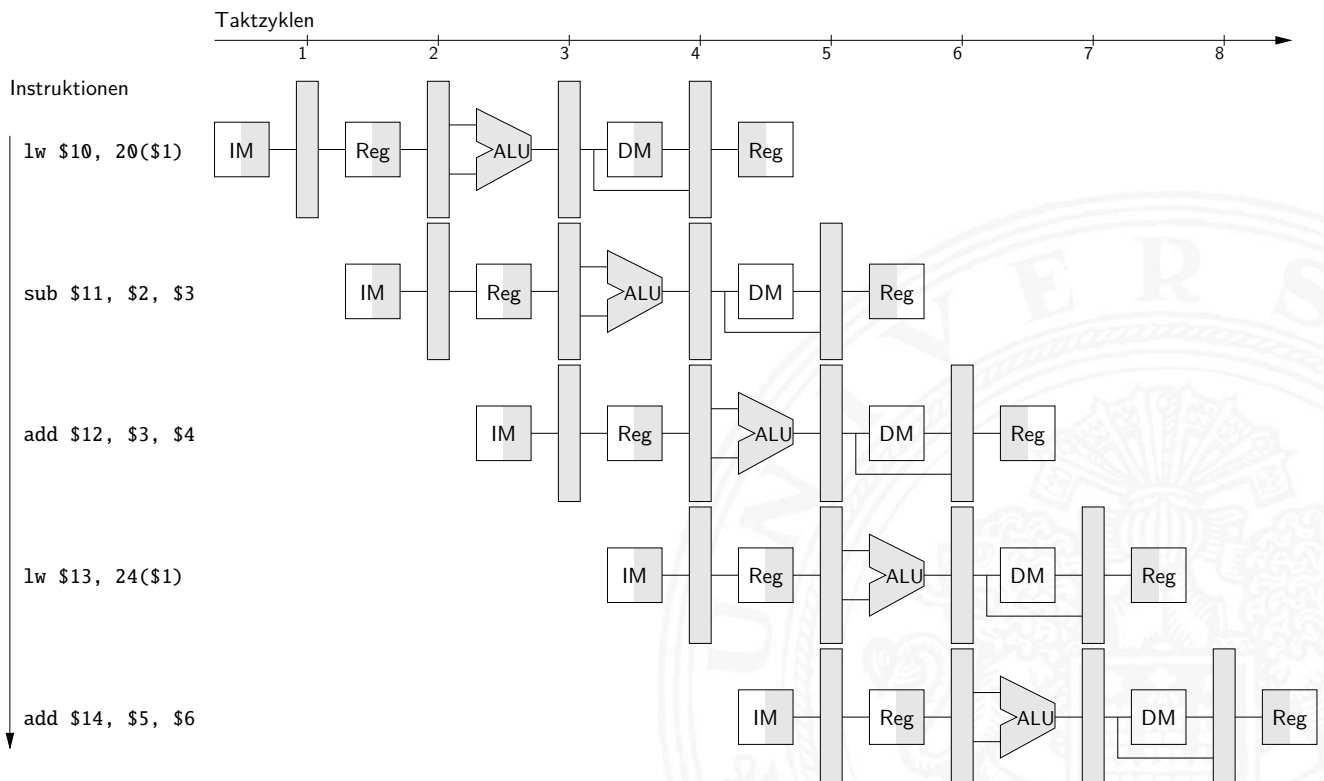 Taktzyklen
1 2 3 4 5 6 7 8
Instruktionen
lw $10, 20($1) IM Reg ALU DM Reg
sub $11, $2, $3 IM Reg ALU DM Reg
add $12, $3, $4 IM Reg ALU DM Reg
lw $13, 24($1) IM Reg ALU DM Reg
add $14, $5, $6 IM Reg ALU DM Reg
UNIVERS